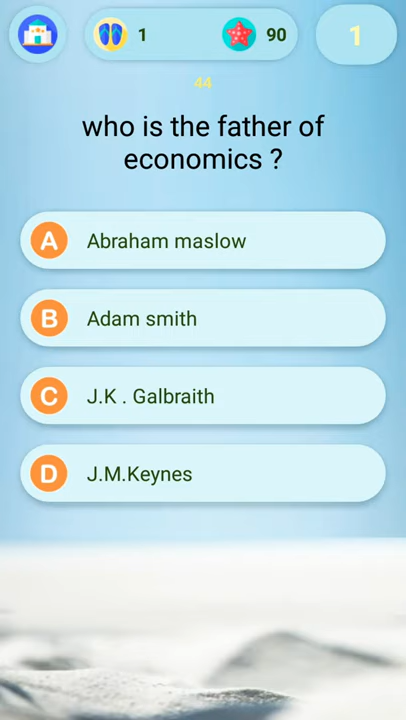 1
90
1
44
who is the father of
economics ?
A Abraham maslow
B Adam smith
C J.K . Galbraith
D J.M.Keynes